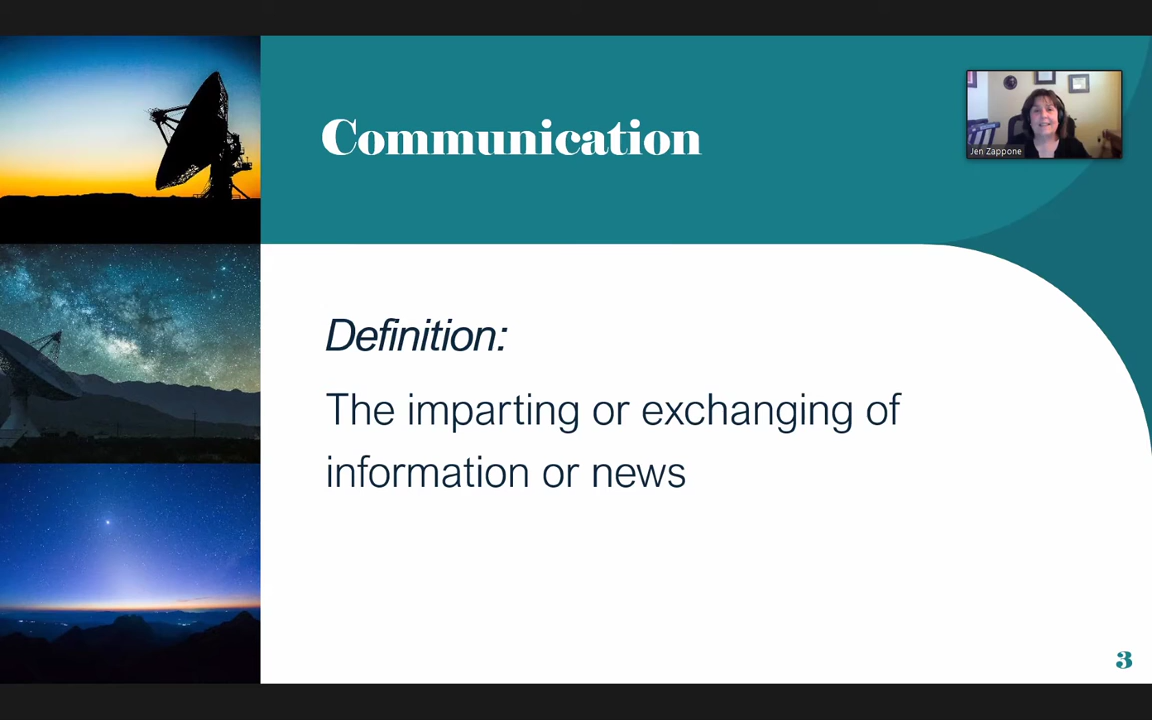 Communication
Jen Zappone
Definition:
The imparting or exchanging of
information or news
3